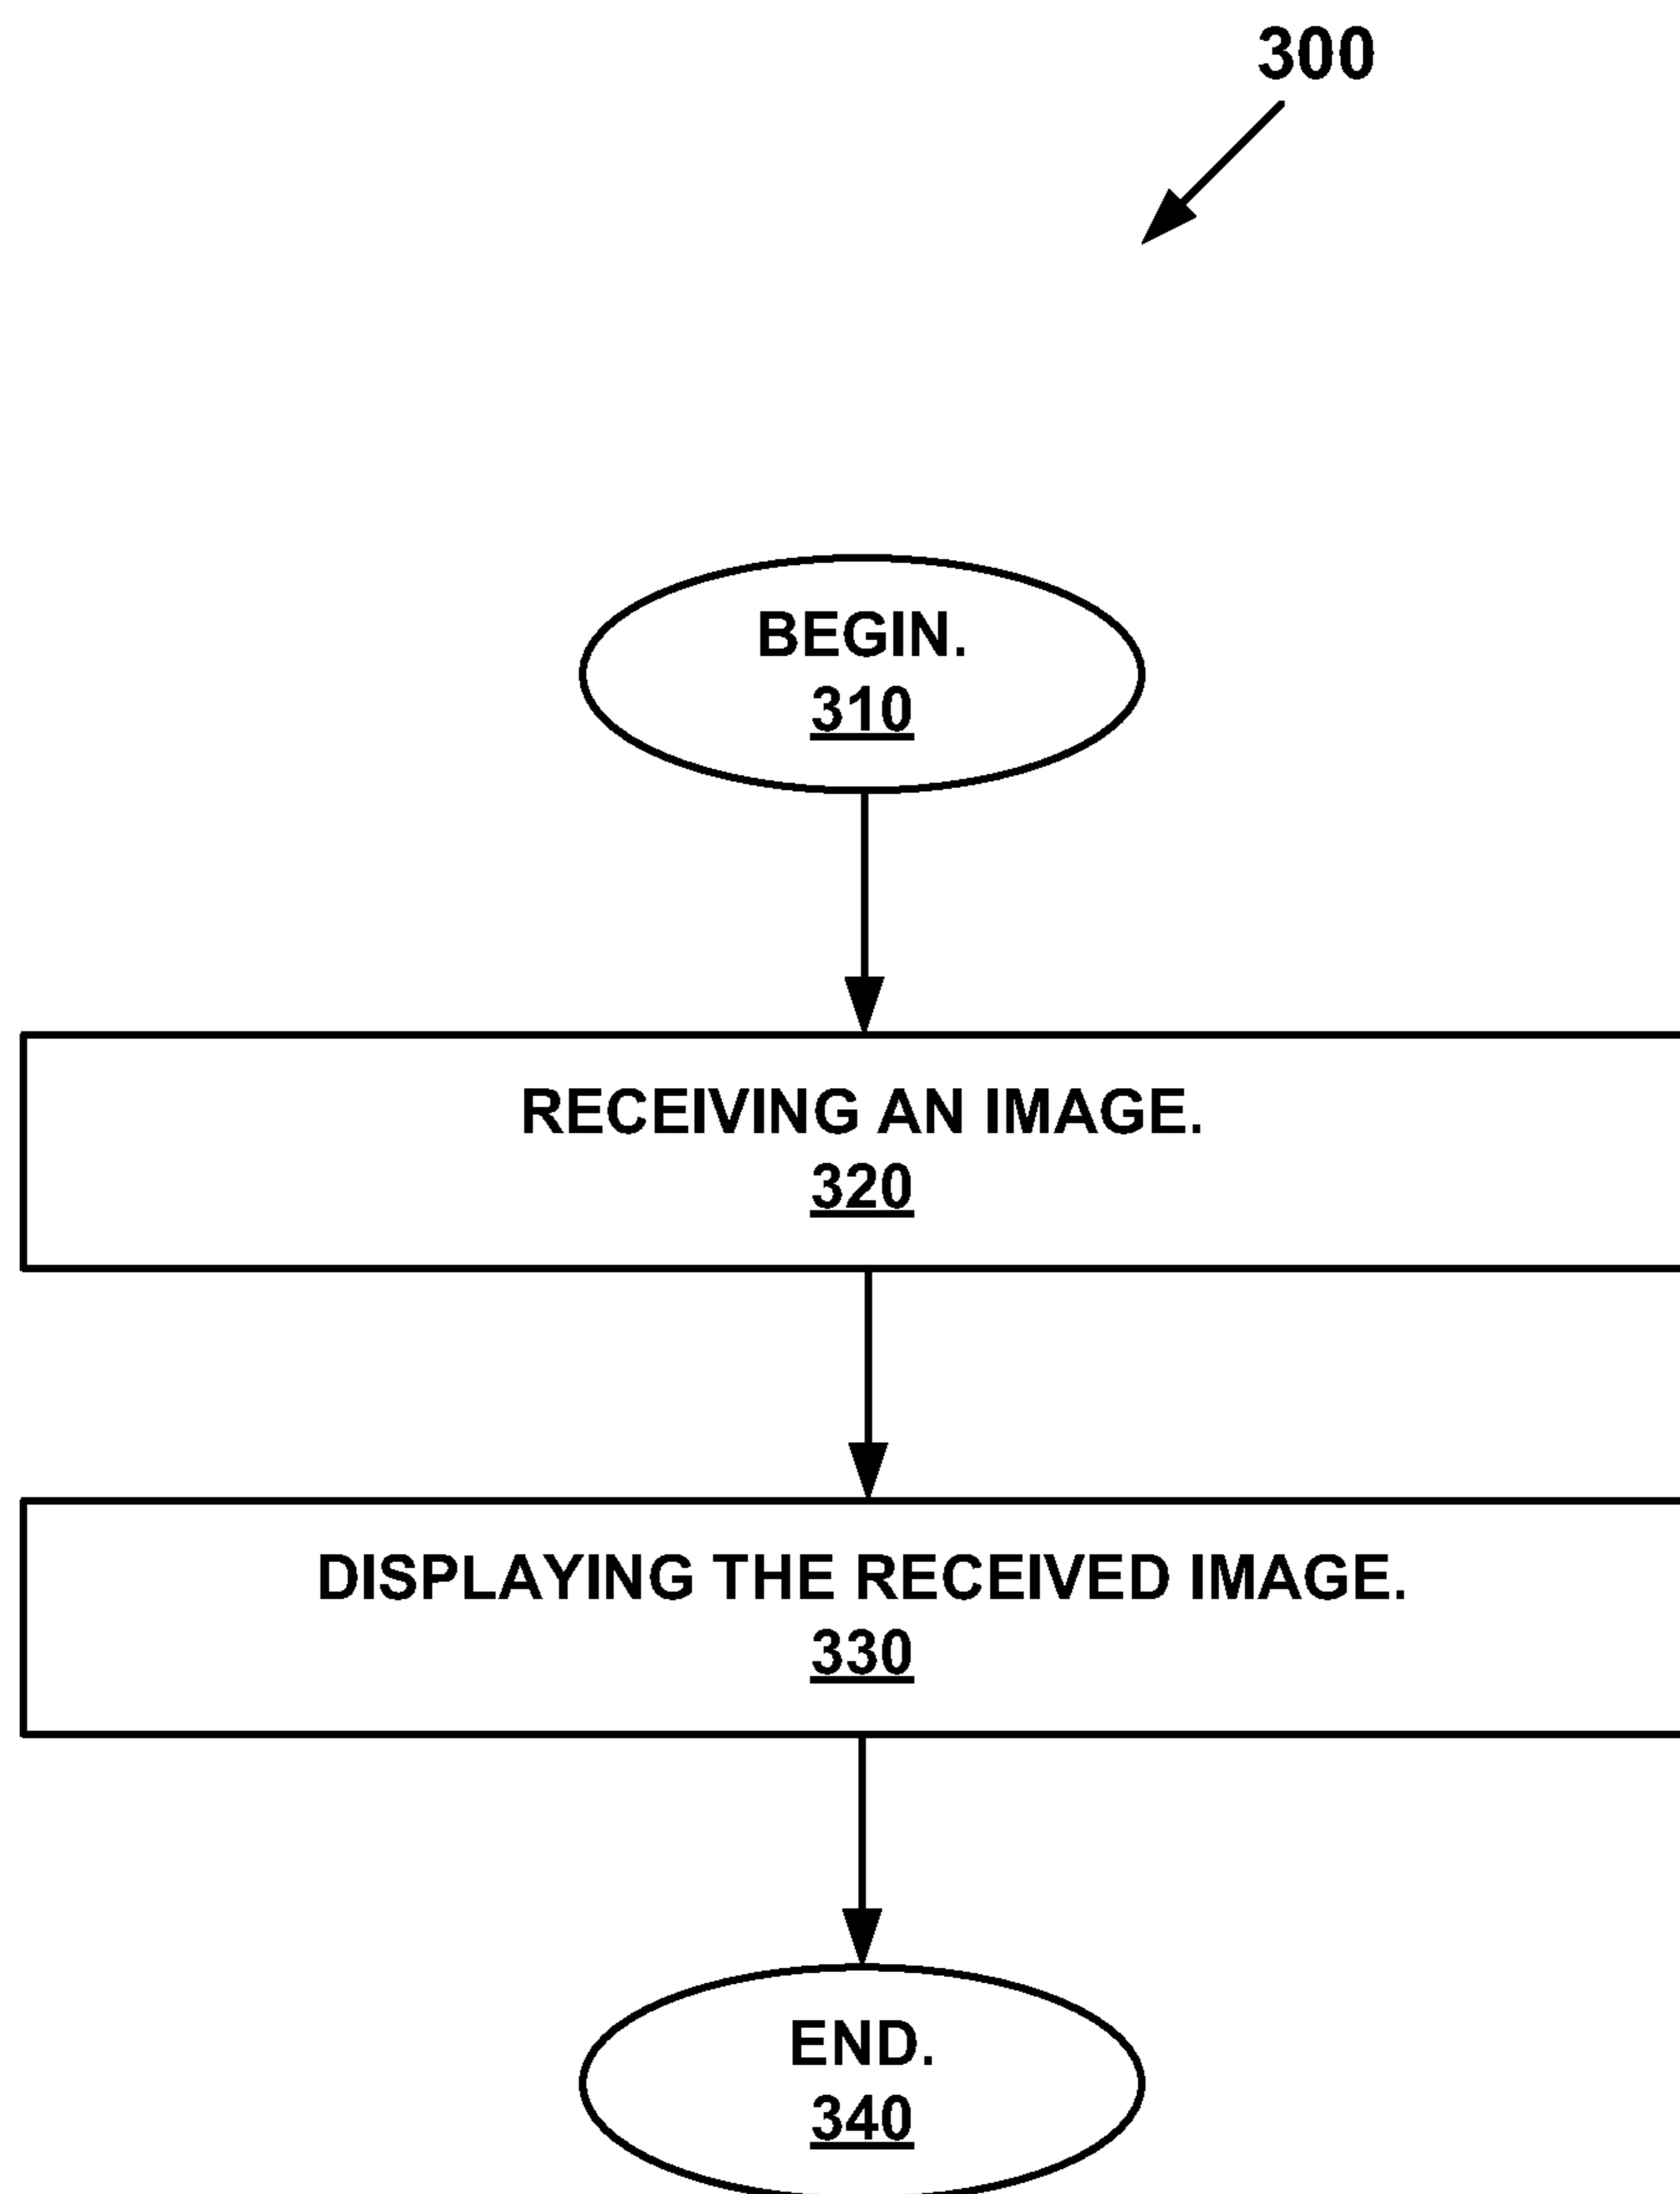 300
BEGIN.
310
RECEIVING AN IMAGE.
320
DISPLAYING THE RECEIVED IMAGE.
330
END.
340